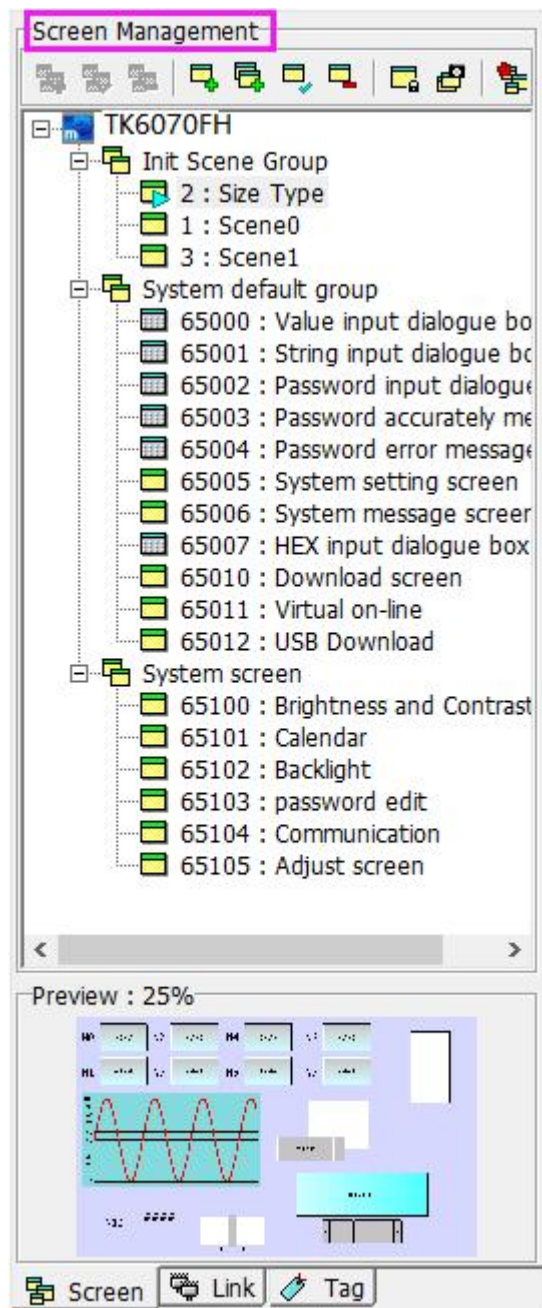 Screen Management
TK6070FH
Init Scene Group
2 : Size Type
1 : Scene0
3 : Scene1
System default group
65000 : Value input dialogue bo
65001 : String input dialogue bo
65002 : Password input dialogue
65003 : Password accurately me
65004 : Password error message
65005 : System setting screen
65006 : System message screen
65007 : HEX input dialogue box
65010 : Download screen
65011 : Virtual on-line
65012 : USB Download
System screen
65100 : Brightness and Contrast
65101 : Calendar
65102 : Backlight
65103 : password edit
65104 : Communication
65105 : Adjust screen
Preview : 25%
Screen Link Tag